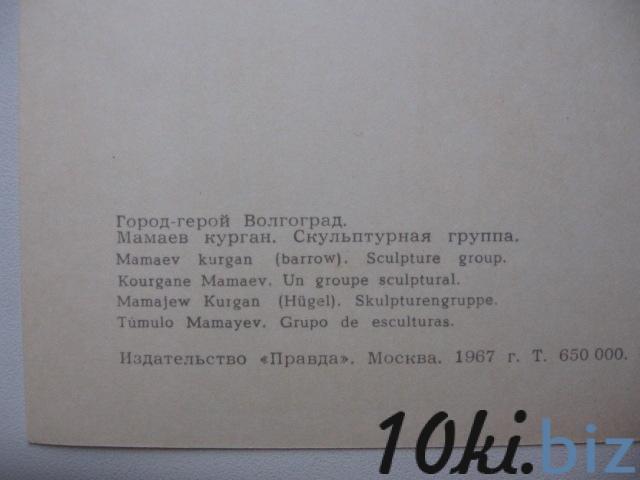 Город-герой Волгоград.
Мамаев курган. Скульптурная группа.
Mamaev kurgan (barrow). Sculpture group.
Kourgane Mamaev. Un groupe sculptural.
Mamajew Kurgan (Hügel). Skulpturengruppe.
Túmulo Mamayev. Grupo de esculturas.
Издательство «Правда». Москва. 1967 г. Т. 650 000.
10ki.biz